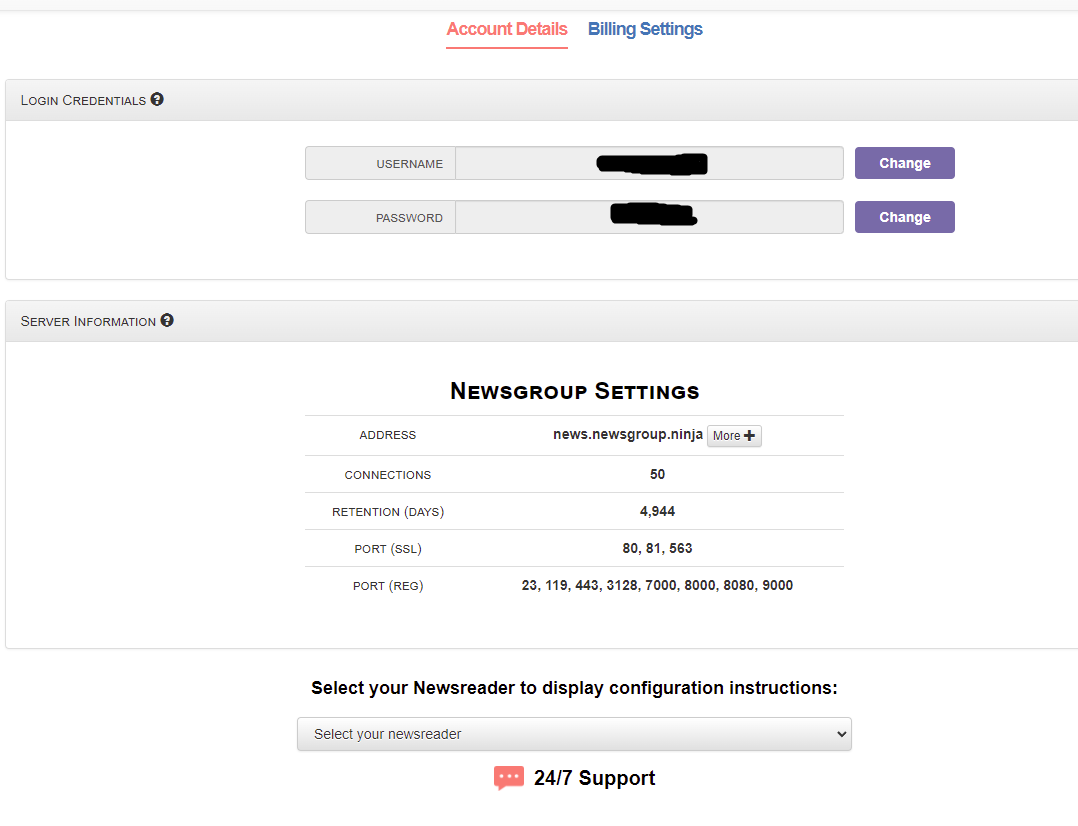 Account Details Billing Settings
Login Credentials
USERNAME Change
PASSWORD Change
Server Information
Newsgroup Settings
ADDRESS news.newsgroup.ninja More
CONNECTIONS 50
RETENTION (DAYS) 4,944
PORT (SSL) 80, 81, 563
PORT (REG) 23, 119, 443, 3128, 7000, 8000, 8080, 9000
Select your Newsreader to display configuration instructions:
Select your newsreader
24/7 Support